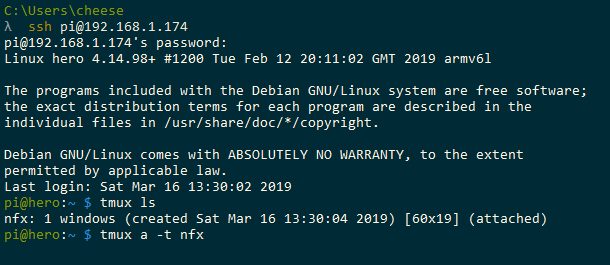 C:\Users\cheese
λ  ssh pi@192.168.1.174
pi@192.168.1.174's password:
Linux hero 4.14.98+ #1200 Tue Feb 12 20:11:02 GMT 2019 armv6l

The programs included with the Debian GNU/Linux system are free software;
the exact distribution terms for each program are described in the
individual files in /usr/share/doc/*/copyright.

Debian GNU/Linux comes with ABSOLUTELY NO WARRANTY, to the extent
permitted by applicable law.
Last login: Sat Mar 16 13:30:02 2019
pi@hero:~ $ tmux ls
nfx: 1 windows (created Sat Mar 16 13:30:04 2019) [60x19] (attached)
pi@hero:~ $ tmux a -t nfx